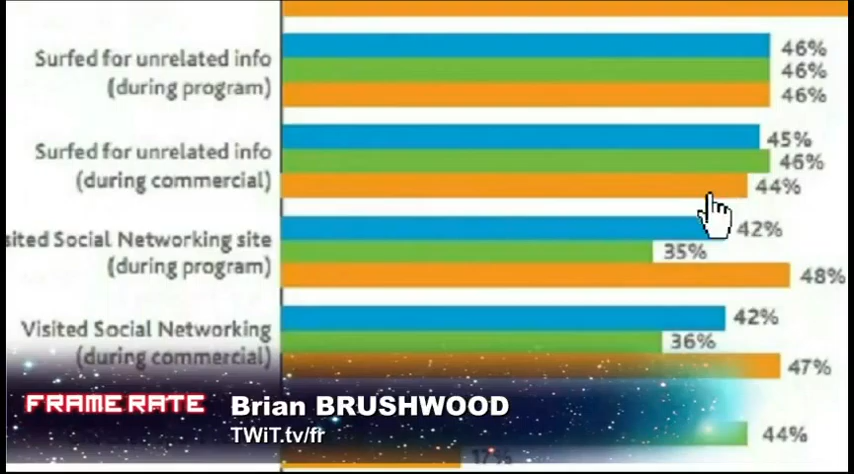 Surfed for unrelated info
(during program)
46%
46%
46%
Surfed for unrelated info
(during commercial)
45%
46%
44%
sited Social Networking site
(during program)
42%
35%
48%
Visited Social Networking
(during commercial)
42%
36%
47%
FRAME RATE
Brian BRUSHWOOD
TWiT.tv/fr
44%
17%